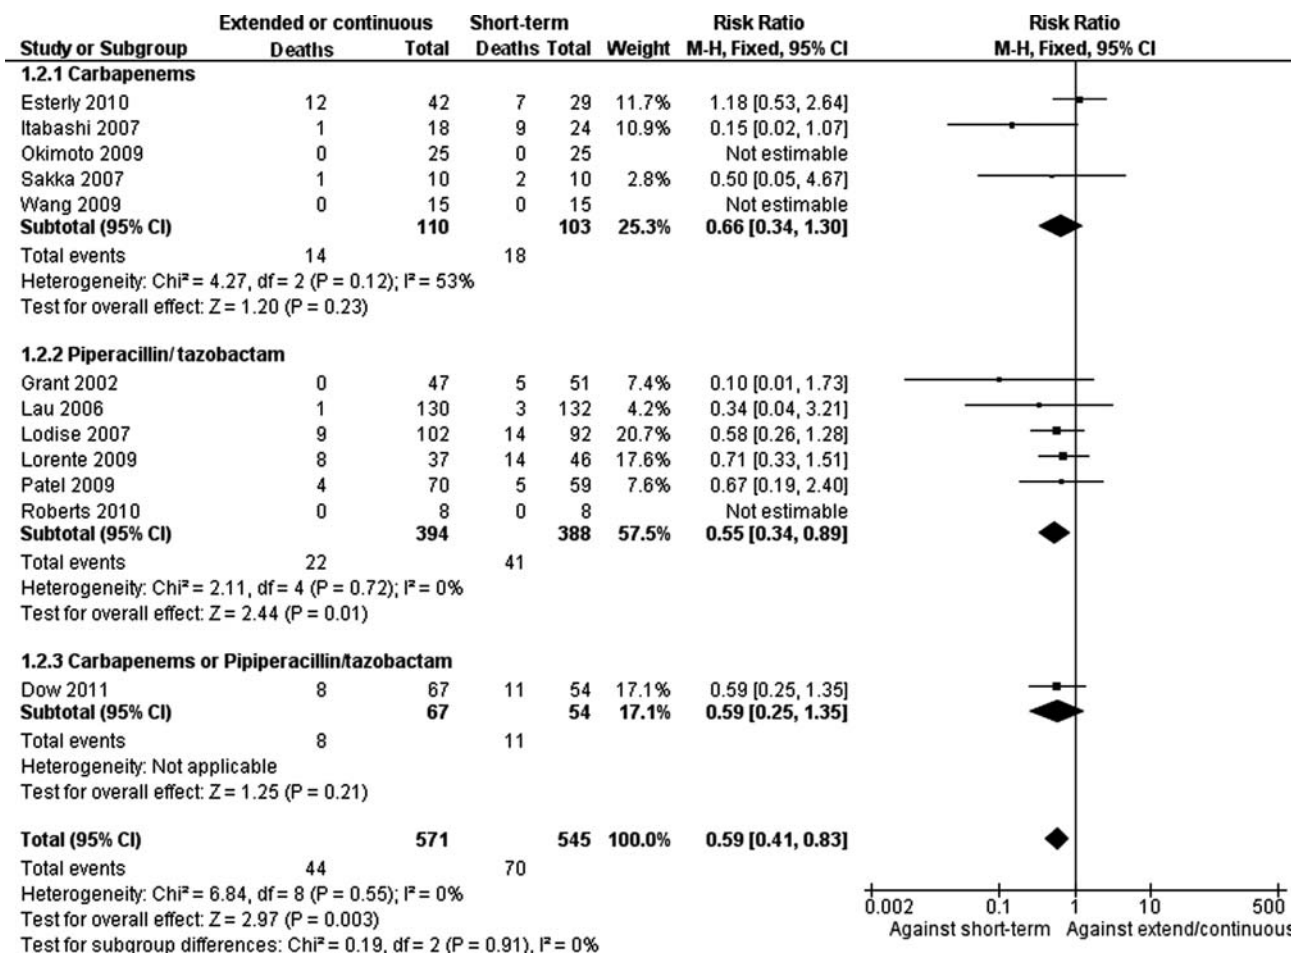 Extended or continuous Short-term Risk Ratio Risk Ratio
Study or Subgroup Deaths Total Deaths Total Weight M-H, Fixed, 95% CI M-H, Fixed, 95% CI
1.2.1 Carbapenems
Esterly 2010 12 42 7 29 11.7% 1.18 [0.53, 2.64]
Itabashi 2007 1 18 9 24 10.9% 0.15 [0.02, 1.07]
Okimoto 2009 0 25 0 25 Not estimable
Sakka 2007 1 10 2 10 2.8% 0.50 [0.05, 4.67]
Wang 2009 0 15 0 15 Not estimable
Subtotal (95% CI) 110 103 25.3% 0.66 [0.34, 1.30]
Total events 14 18
Heterogeneity: Chi² = 4.27, df = 2 (P = 0.12); I² = 53%
Test for overall effect: Z = 1.20 (P = 0.23)
1.2.2 Piperacillin/ tazobactam
Grant 2002 0 47 5 51 7.4% 0.10 [0.01, 1.73]
Lau 2006 1 130 3 132 4.2% 0.34 [0.04, 3.21]
Lodise 2007 9 102 14 92 20.7% 0.58 [0.26, 1.28]
Lorente 2009 8 37 14 46 17.6% 0.71 [0.33, 1.51]
Patel 2009 4 70 5 59 7.6% 0.67 [0.19, 2.40]
Roberts 2010 0 8 0 8 Not estimable
Subtotal (95% CI) 394 388 57.5% 0.55 [0.34, 0.89]
Total events 22 41
Heterogeneity: Chi² = 2.11, df = 4 (P = 0.72); I² = 0%
Test for overall effect: Z = 2.44 (P = 0.01)
1.2.3 Carbapenems or Pipiperacillin/tazobactam
Dow 2011 8 67 11 54 17.1% 0.59 [0.25, 1.35]
Subtotal (95% CI) 67 54 17.1% 0.59 [0.25, 1.35]
Total events 8 11
Heterogeneity: Not applicable
Test for overall effect: Z = 1.25 (P = 0.21)
Total (95% CI) 571 545 100.0% 0.59 [0.41, 0.83]
Total events 44 70
Heterogeneity: Chi² = 6.84, df = 8 (P = 0.55); I² = 0%
Test for overall effect: Z = 2.97 (P = 0.003)
Test for subgroup differences: Chi² = 0.19, df = 2 (P = 0.91), I² = 0%
0.002 0.1 1 10 500
Against short-term Against extend/continuous